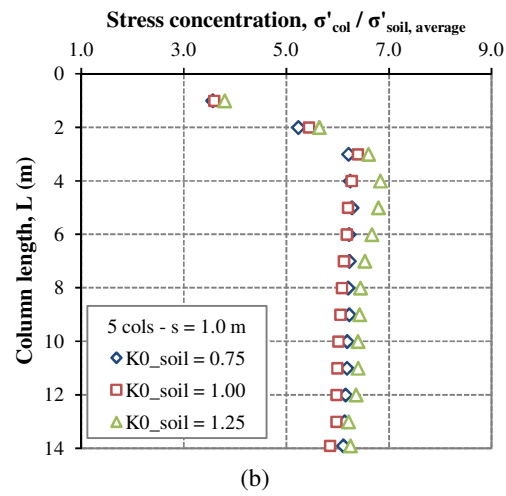 Stress concentration, σ'col / σ'soil, average
1.0 3.0 5.0 7.0 9.0
0
2
4
6
8
10
12
14
Column length, L (m)
5 cols - s = 1.0 m
K0_soil = 0.75
K0_soil = 1.00
K0_soil = 1.25
(b)